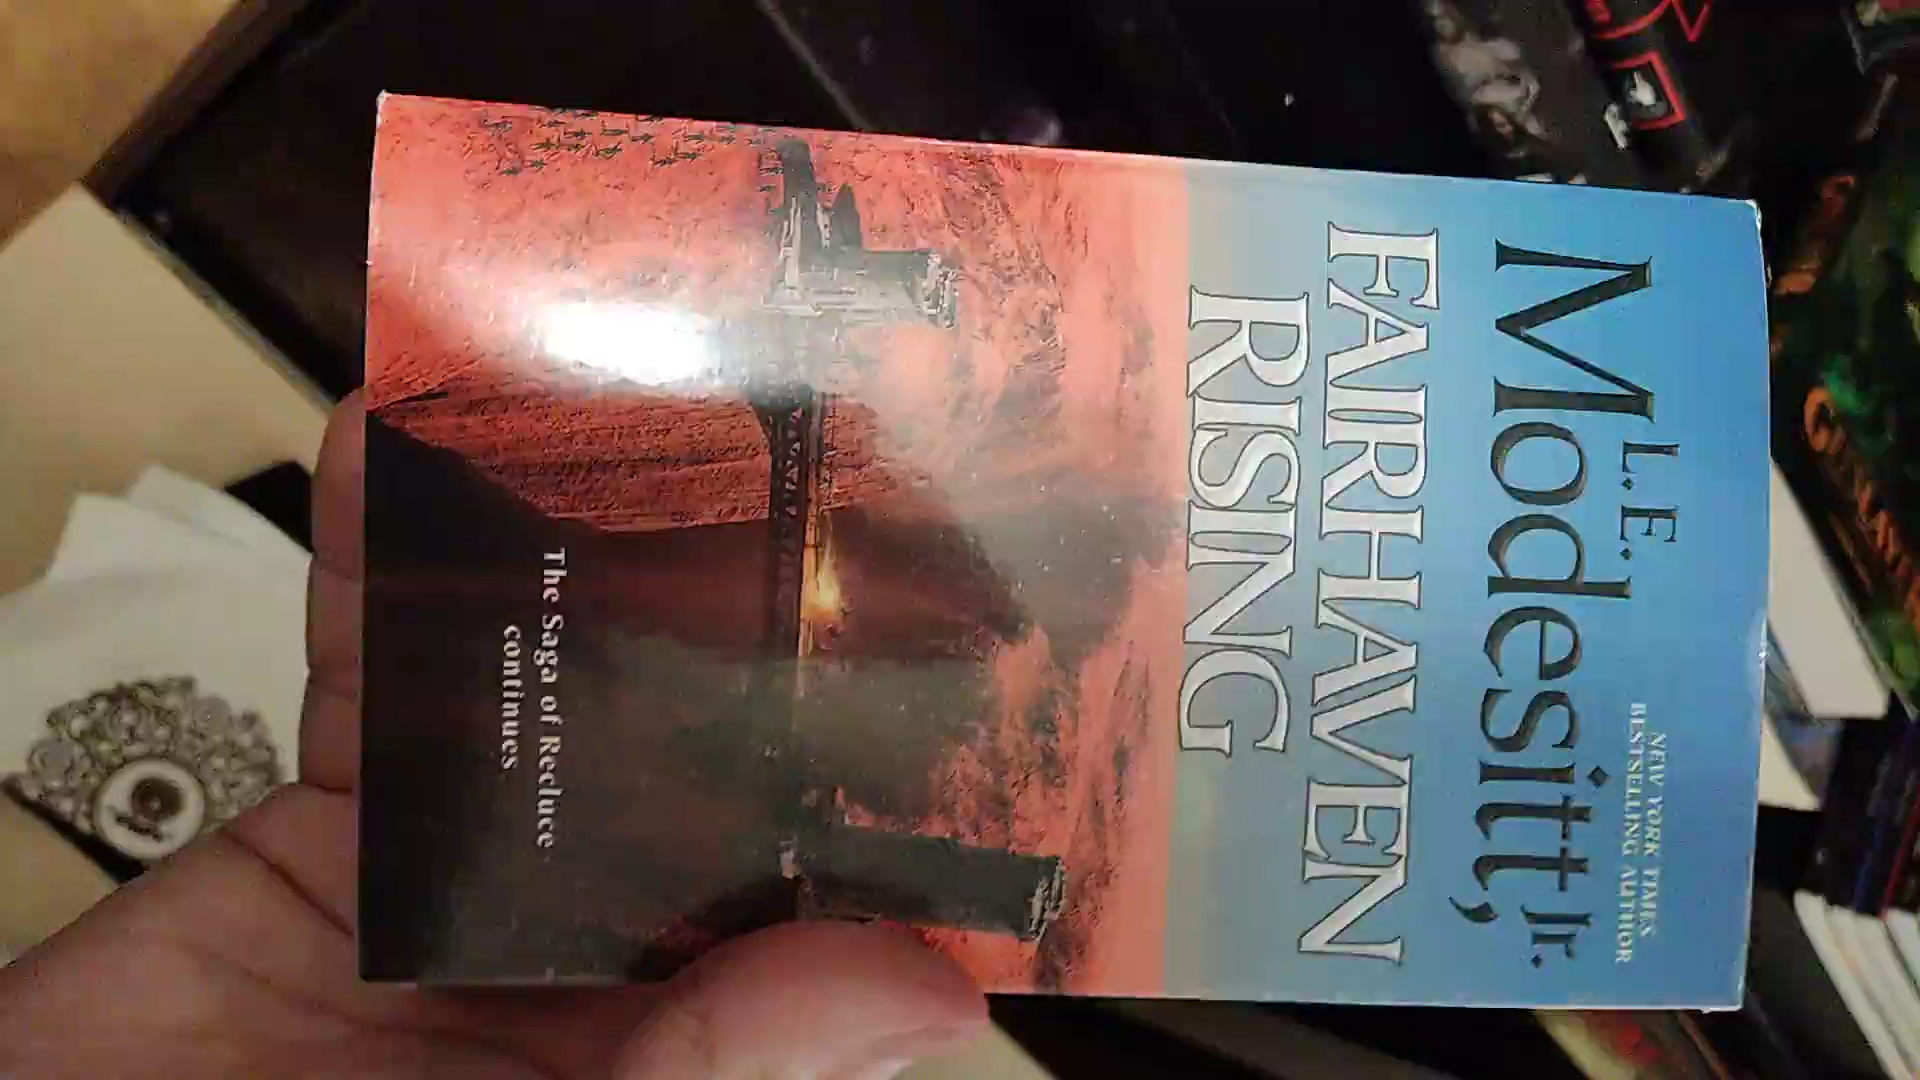 NEW YORK TIMES
BESTSELLING AUTHOR
L. E.
Modesitt, Jr.
FAIRHAVEN
RISING
The Saga of Recluce
continues